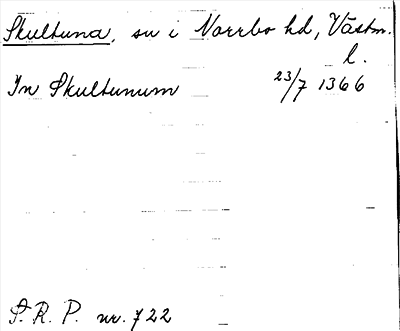 Skultuna, sn i Norrbo hd, Västm.
l.
In Skultunum 23/7 1366
S. R. P. nr. 722